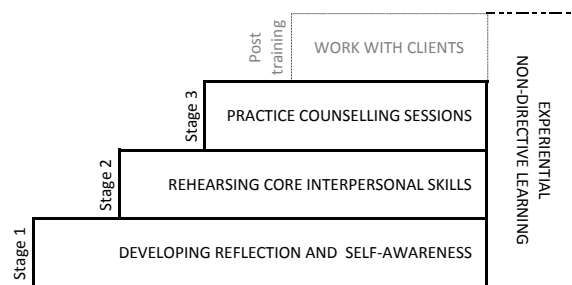 Post
training
WORK WITH CLIENTS
Stage 3
PRACTICE COUNSELLING SESSIONS
Stage 2
REHEARSING CORE INTERPERSONAL SKILLS
Stage 1
DEVELOPING REFLECTION AND SELF-AWARENESS
EXPERIENTIAL
NON-DIRECTIVE LEARNING